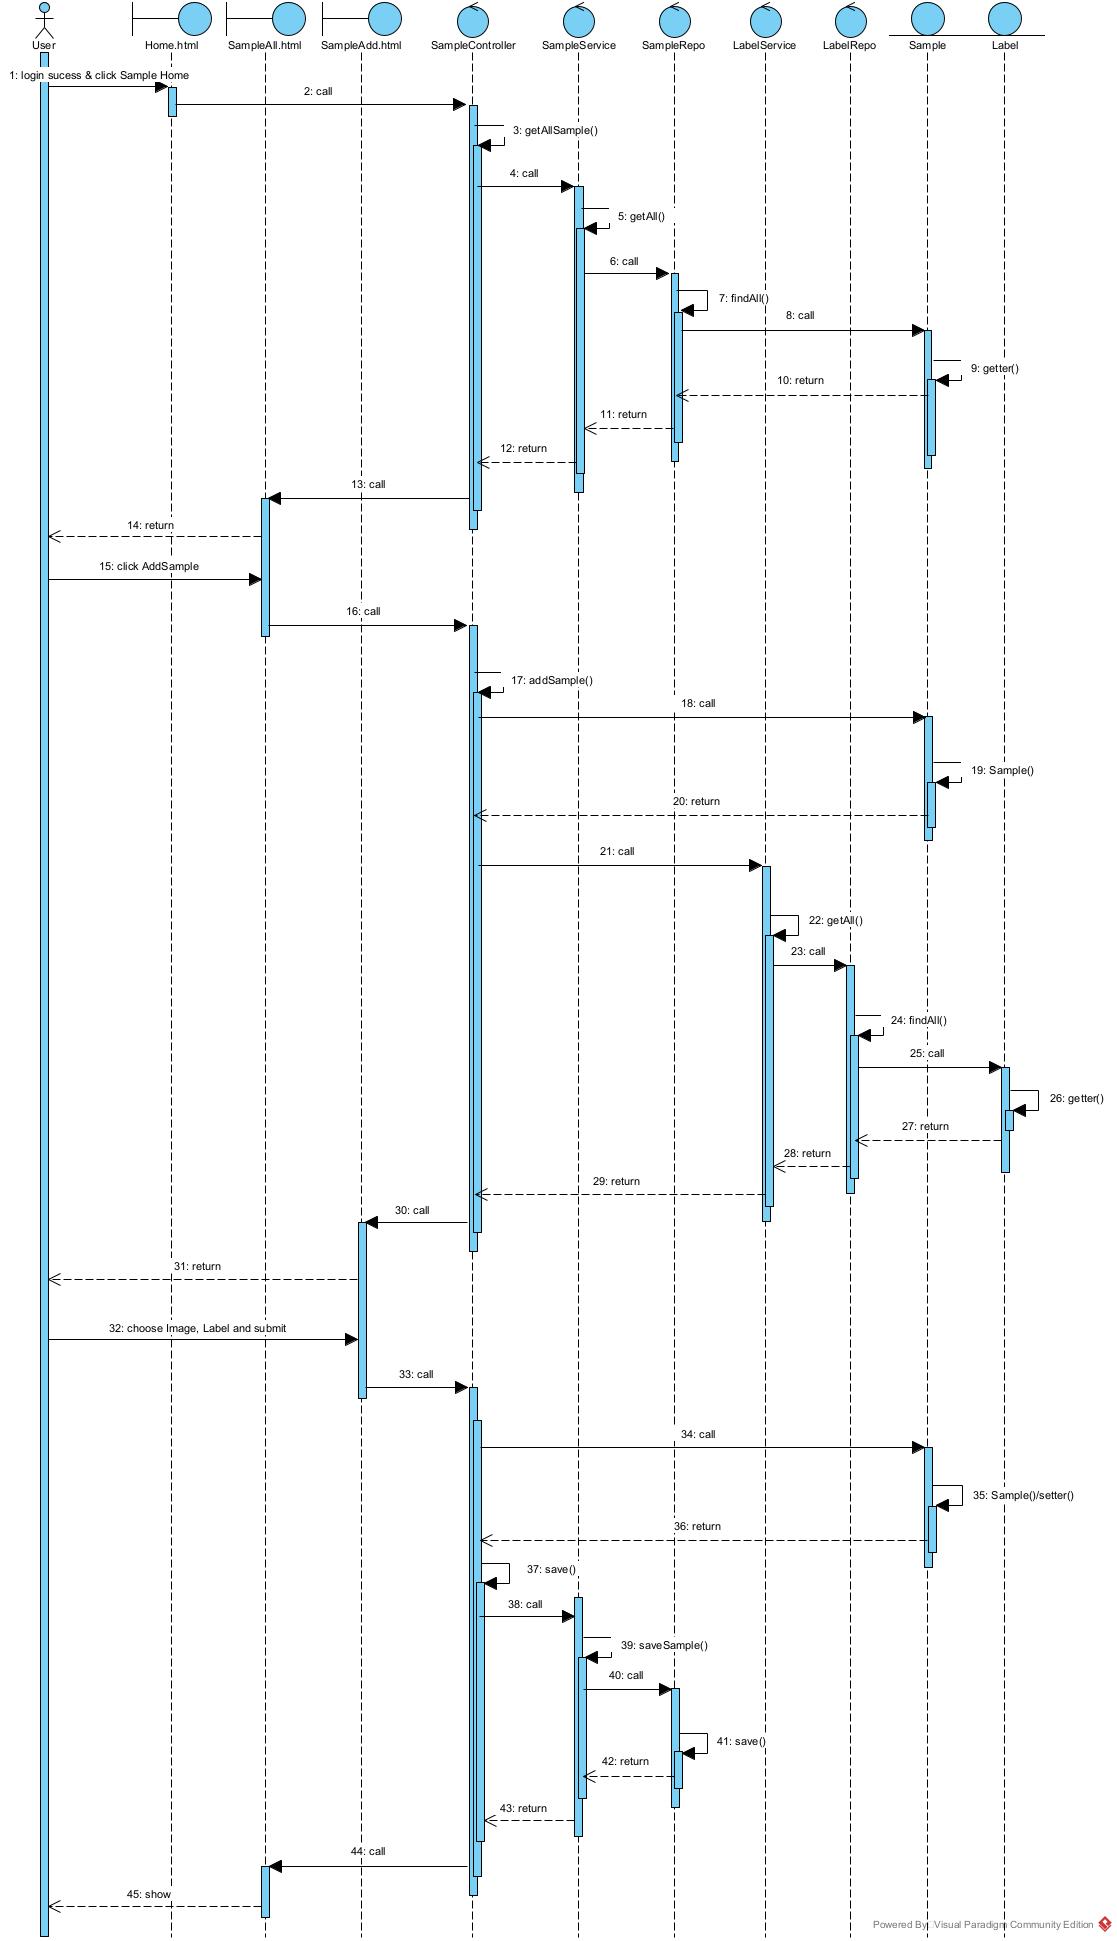 User
Home.html
SampleAll.html
SampleAdd.html
SampleController
SampleService
SampleRepo
LabelService
LabelRepo
Sample
Label
1: login sucess & click Sample Home
2: call
3: getAllSample()
4: call
5: getAll()
6: call
7: findAll()
8: call
9: getter()
10: return
11: return
12: return
13: call
14: return
15: click AddSample
16: call
17: addSample()
18: call
19: Sample()
20: return
21: call
22: getAll()
23: call
24: findAll()
25: call
26: getter()
27: return
28: return
29: return
30: call
31: return
32: choose Image, Label and submit
33: call
34: call
35: Sample()/setter()
36: return
37: save()
38: call
39: saveSample()
40: call
41: save()
42: return
43: return
44: call
45: show
Powered By Visual Paradigm Community Edition